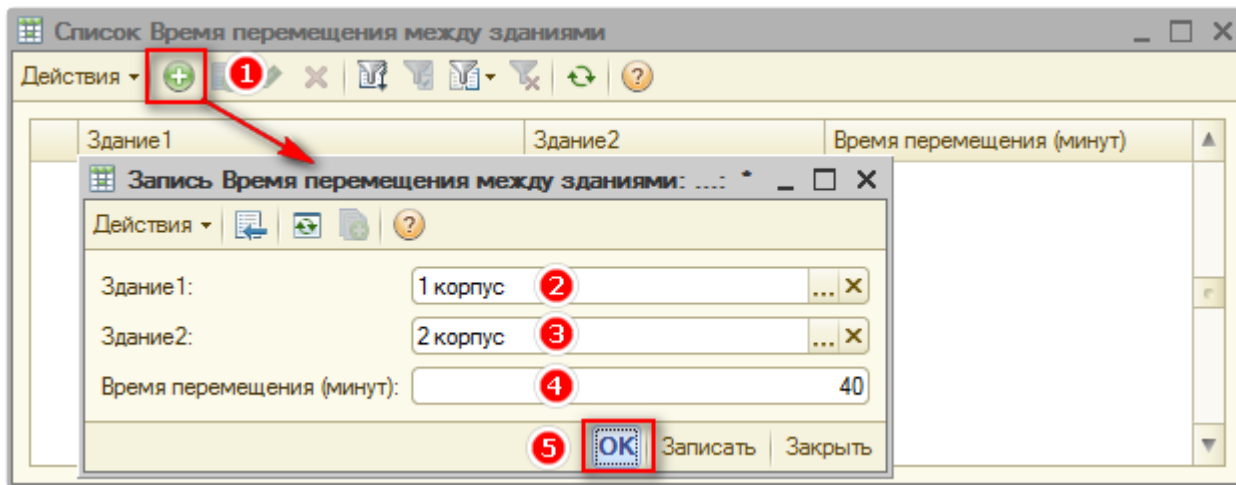 Список Время перемещения между зданиями
Действия 1 ?
Здание1 Здание2 Время перемещения (минут)
Запись Время перемещения между зданиями: ...: *
Действия ?
Здание1: 1 корпус 2 ...
Здание2: 2 корпус 3 ...
Время перемещения (минут): 4 40
5 OK Записать Закрыть